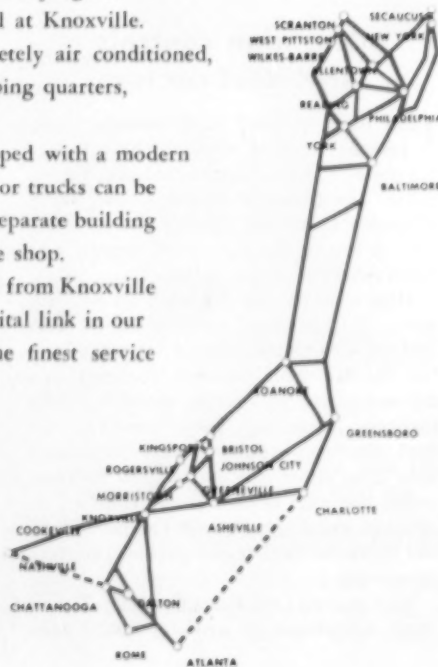 d at Knoxville.
etely air conditioned,
ping quarters,
ped with a modern
or trucks can be
eparate building
e shop.
from Knoxville
ital link in our
e finest service
SCRANTON
SECAUCUS
WEST PITTSTON
NEW YORK
WILKES-BARRE
ALLENTOWN
READING
PHILADELPHIA
YORK
BALTIMORE
ROANOKE
GREENSBORO
KINGSPORT
BRISTOL
ROGERSVILLE
JOHNSON CITY
MORRISTOWN
GREENEVILLE
KNOXVILLE
ASHEVILLE
CHARLOTTE
COOKEVILLE
NASHVILLE
CHATTANOOGA
DALTON
ROME
ATLANTA